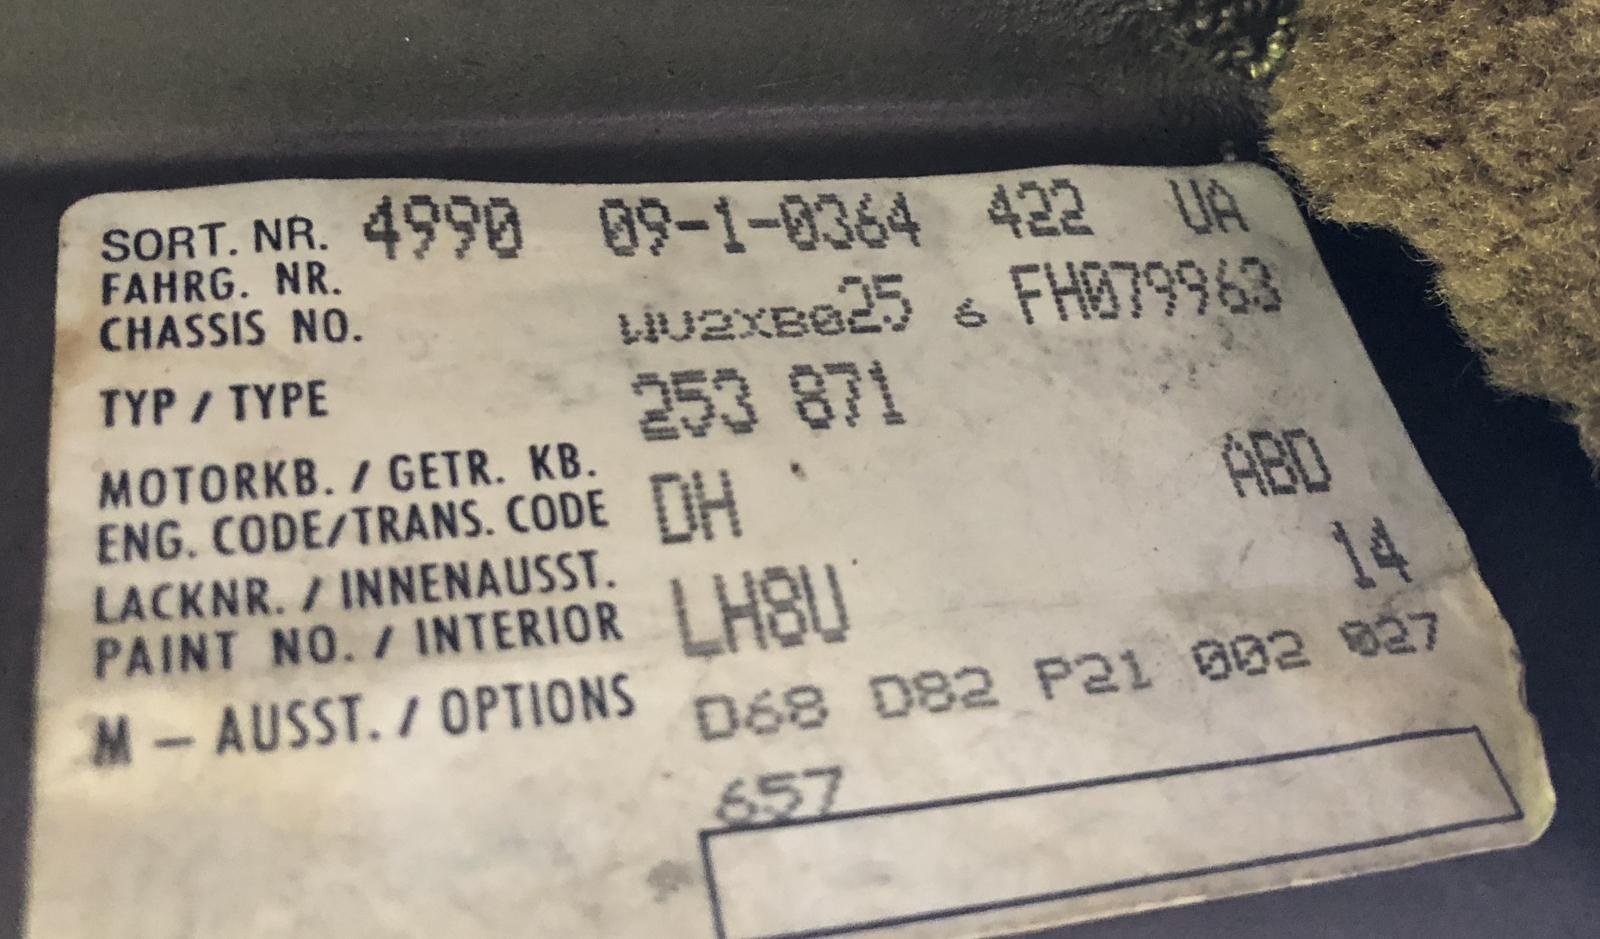 SORT. NR. 4990 09-1-0364 422 UA
FAHRG. NR.
CHASSIS NO. WV2XB025 6 FH079963
TYP / TYPE 253 871
MOTORKB. / GETR. KB.
ENG. CODE/TRANS. CODE DH ABD
LACKNR. / INNENAUSST.
PAINT NO. / INTERIOR LH8U 14
M – AUSST. / OPTIONS D68 D82 P21 002 027
657